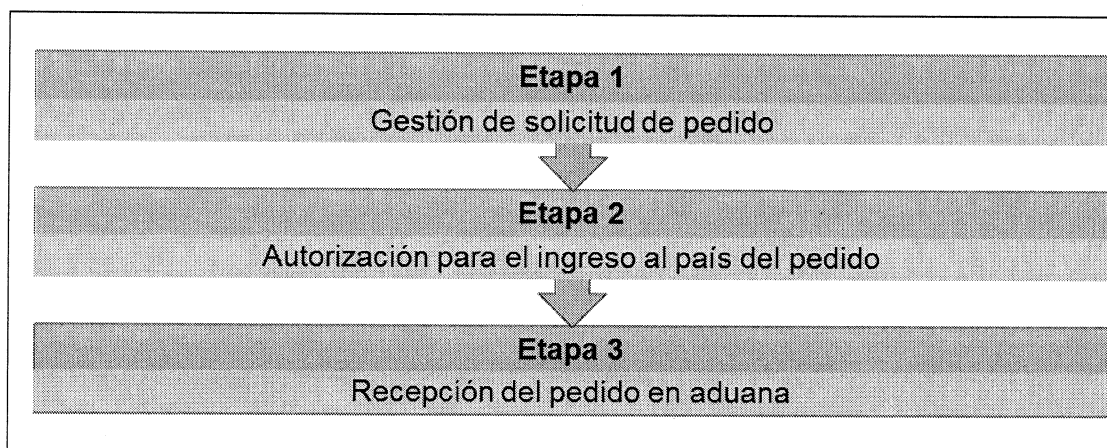 Etapa 1
Gestión de solicitud de pedido
Etapa 2
Autorización para el ingreso al país del pedido
Etapa 3
Recepción del pedido en aduana